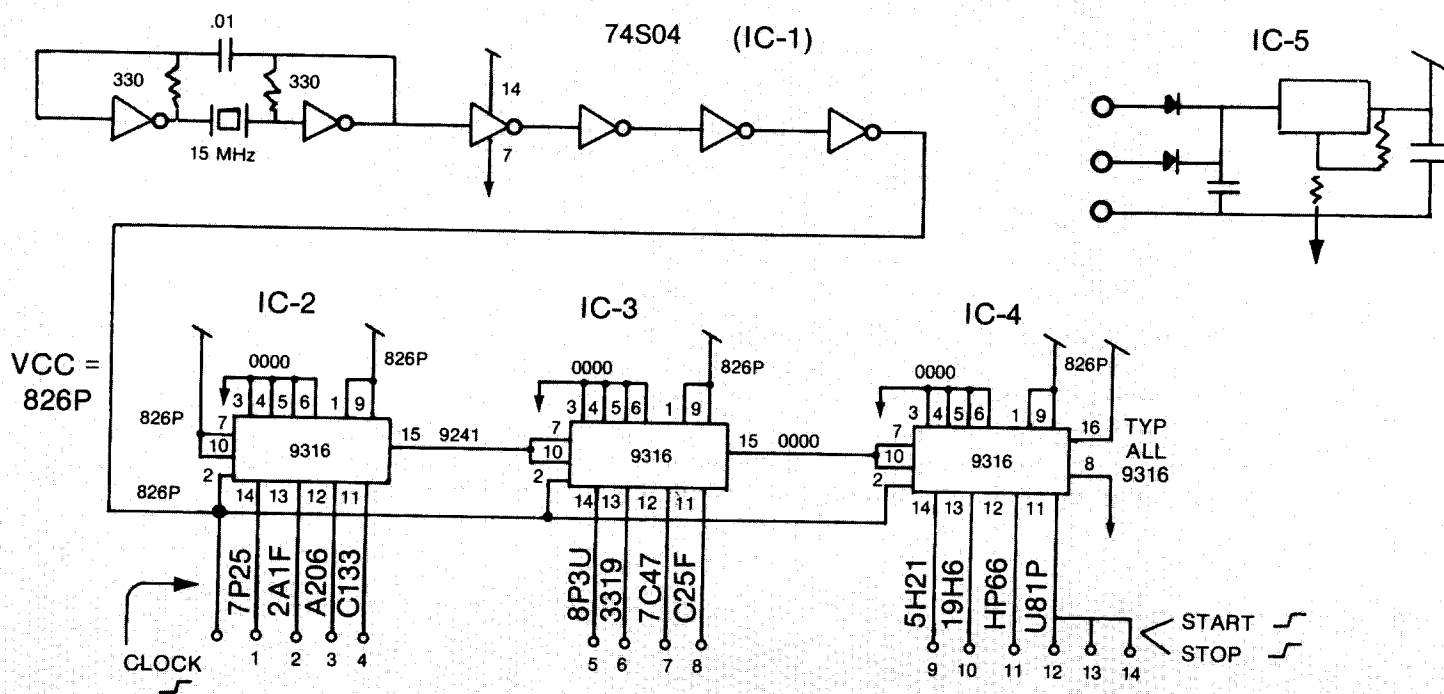 .01
74S04 (IC-1)
IC-5
330
330
14
7
15 MHz
IC-2
IC-3
IC-4
VCC =
826P
0000
826P
0000
826P
0000
826P
3 4 5 6 1 9
3 4 5 6 1 9
3 4 5 6 1 9
826P
7
10
2
9316
15 9241
7
10
2
9316
15 0000
7
10
2
9316
16
8
TYP
ALL
9316
826P
14 13 12 11
14 13 12 11
14 13 12 11
7P25
2A1F
A206
C133
8P3U
3319
7C47
C25F
5H21
19H6
HP66
U81P
CLOCK
1 2 3 4
5 6 7 8
9 10 11 12 13 14
START
STOP